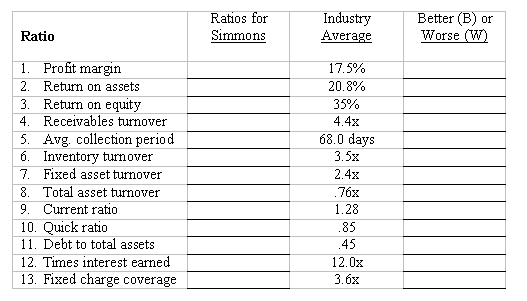 Ratio Ratios for Simmons Industry Average Better (B) or Worse (W)
1. Profit margin 17.5%
2. Return on assets 20.8%
3. Return on equity 35%
4. Receivables turnover 4.4x
5. Avg. collection period 68.0 days
6. Inventory turnover 3.5x
7. Fixed asset turnover 2.4x
8. Total asset turnover .76x
9. Current ratio 1.28
10. Quick ratio .85
11. Debt to total assets .45
12. Times interest earned 12.0x
13. Fixed charge coverage 3.6x